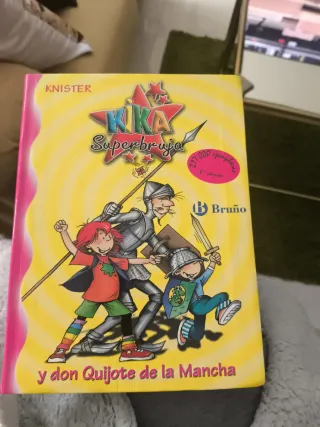 KNISTER
KIKA
Superbruja
Bruño
y don Quijote de la Mancha